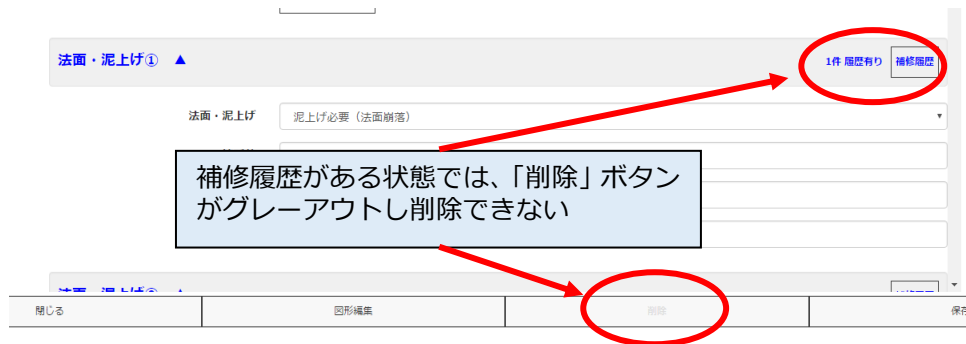 法面・泥上げ① ▲
1件 履歴有り 補修履歴
法面・泥上げ 泥上げ必要（法面崩落）
補修履歴がある状態では、「削除」ボタン
がグレーアウトし削除できない
閉じる 図形編集 削除 保存